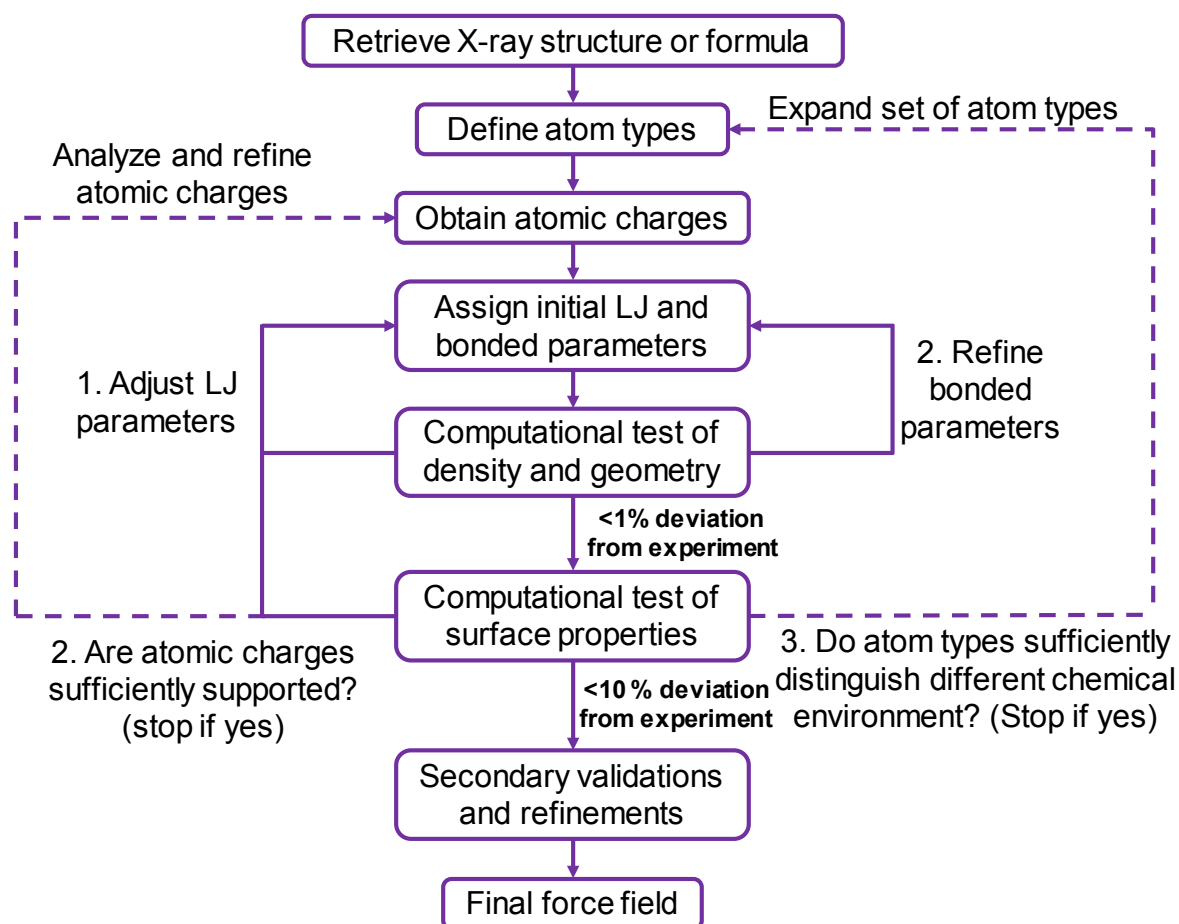 Retrieve X-ray structure or formula
Expand set of atom types
Define atom types
Analyze and refine
atomic charges
Obtain atomic charges
Assign initial LJ and
bonded parameters
1. Adjust LJ
parameters
2. Refine
bonded
parameters
Computational test of
density and geometry
<1% deviation
from experiment
Computational test of
surface properties
2. Are atomic charges
sufficiently supported?
(stop if yes)
3. Do atom types sufficiently
distinguish different chemical
environment? (Stop if yes)
<10 % deviation
from experiment
Secondary validations
and refinements
Final force field